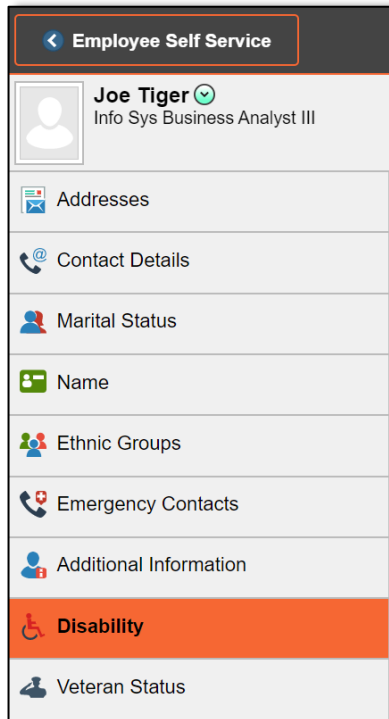 Employee Self Service
Joe Tiger
Info Sys Business Analyst III
Addresses
Contact Details
Marital Status
Name
Ethnic Groups
Emergency Contacts
Additional Information
Disability
Veteran Status